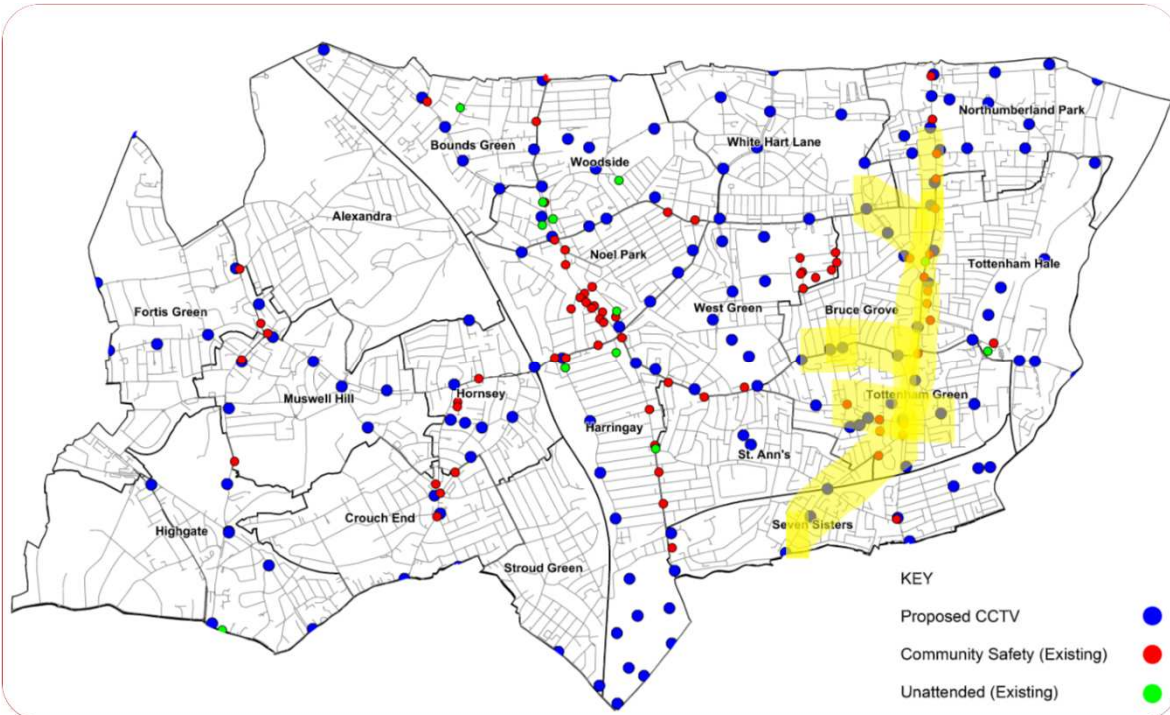 Northumberland Park
Bounds Green
White Hart Lane
Woodside
Alexandra
Noel Park
Tottenham Hale
West Green
Bruce Grove
Fortis Green
Muswell Hill
Hornsey
Tottenham Green
Harringay
St. Ann's
Crouch End
Seven Sisters
Highgate
Stroud Green
KEY
Proposed CCTV
Community Safety (Existing)
Unattended (Existing)